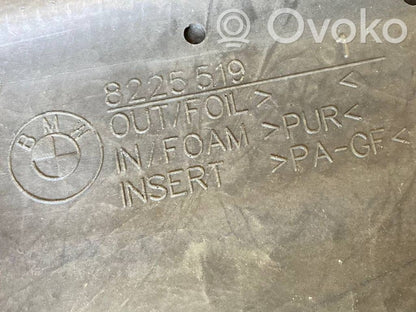 Ovoko
BMW
8225519
OUT/FOIL > <
IN/FOAM >PUR<
INSERT >PA-GF<